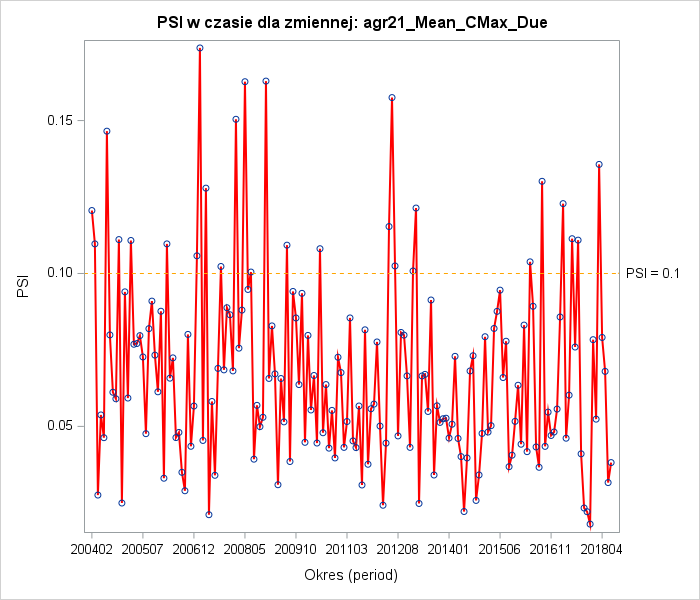 PSI w czasie dla zmiennej: agr21_Mean_CMax_Due
0.15
0.10
0.05
PSI
PSI = 0.1
200402 200507 200612 200805 200910 201103 201208 201401 201506 201611 201804
Okres (period)